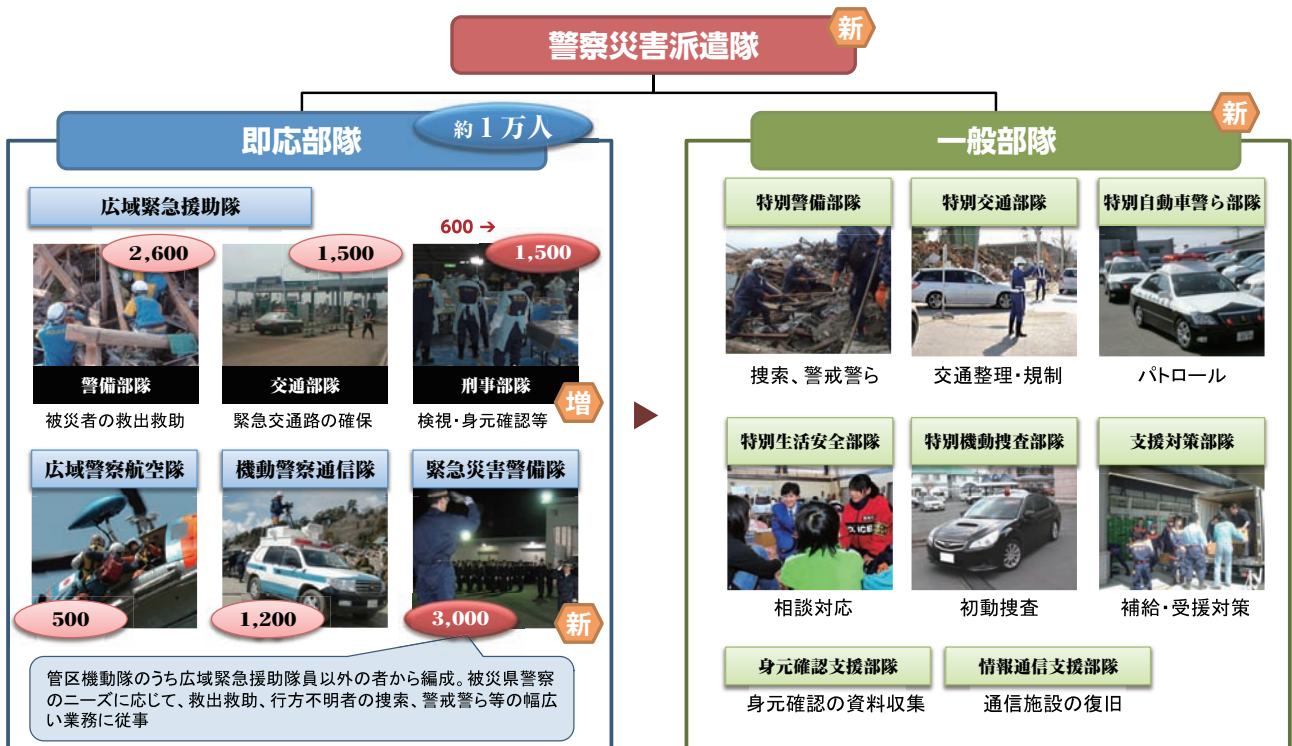 警察災害派遣隊
新
即応部隊
約1万人
広域緊急援助隊
2,600
警備部隊
被災者の救出救助
1,500
交通部隊
緊急交通路の確保
600 →
1,500
刑事部隊
検視・身元確認等
増
広域警察航空隊
500
機動警察通信隊
1,200
緊急災害警備隊
3,000
新
管区機動隊のうち広域緊急援助隊員以外の者から編成。被災県警察
のニーズに応じて、救出救助、行方不明者の捜索、警戒警ら等の幅広
い業務に従事
一般部隊
新
特別警備部隊
捜索、警戒警ら
特別交通部隊
交通整理・規制
特別自動車警ら部隊
パトロール
特別生活安全部隊
相談対応
特別機動捜査部隊
初動捜査
支援対策部隊
補給・受援対策
身元確認支援部隊
身元確認の資料収集
情報通信支援部隊
通信施設の復旧